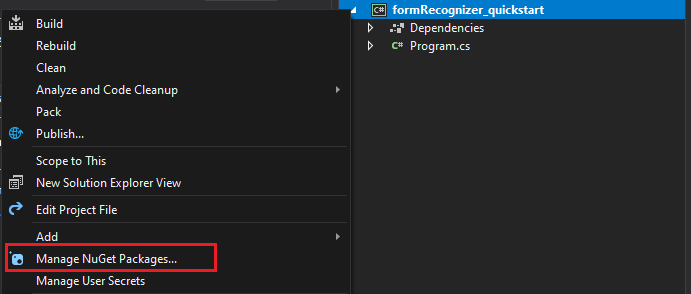 Build
Rebuild
Clean
Analyze and Code Cleanup
Pack
Publish...
Scope to This
New Solution Explorer View
Edit Project File
Add
Manage NuGet Packages...
Manage User Secrets
C# formRecognizer_quickstart
Dependencies
C# Program.cs